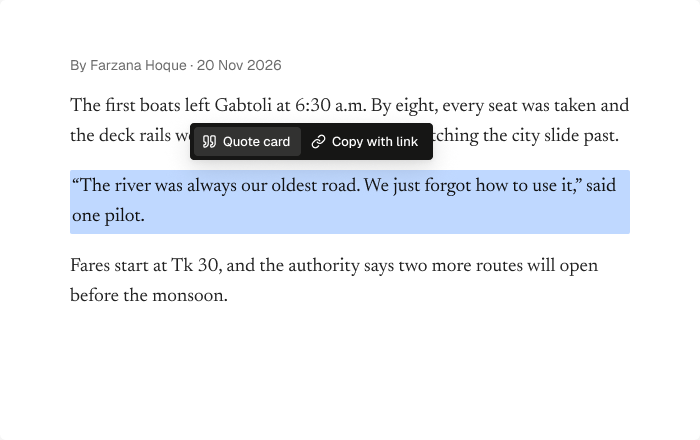 By Farzana Hoque · 20 Nov 2026
The first boats left Gabtoli at 6:30 a.m. By eight, every seat was taken and
the deck rails
Quote card
Copy with link
the city slide past.
“The river was always our oldest road. We just forgot how to use it,” said
one pilot.
Fares start at Tk 30, and the authority says two more routes will open
before the monsoon.